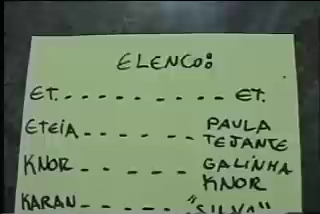 ELENCO:
ET. - - - - - - - - - ET.
ETEIA - - - - - - PAULA
TEJANTE
KNOR - - - - - GALINHA
KNOR
KARAN - - - - "SILVA"